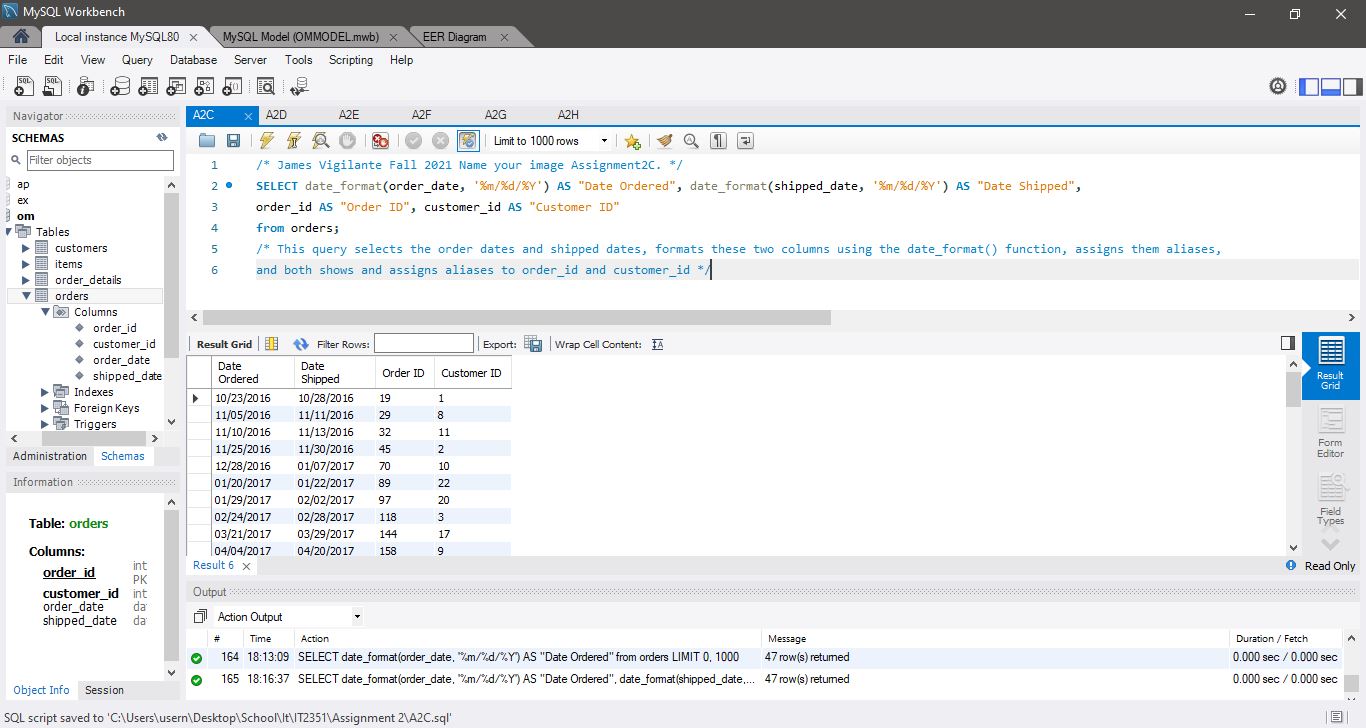 MySQL Workbench
Local instance MySQL80 MySQL Model (OMMODEL.mwb) EER Diagram
File Edit View Query Database Server Tools Scripting Help
Navigator
SCHEMAS
Filter objects
ap
ex
om
Tables
customers
items
order_details
orders
Columns
order_id
customer_id
order_date
shipped_date
Indexes
Foreign Keys
Triggers
Administration Schemas
Information
Table: orders
Columns:
order_id int
PK
customer_id int
order_date da
shipped_date da
Object Info Session
A2C A2D A2E A2F A2G A2H
Limit to 1000 rows
1 /* James Vigilante Fall 2021 Name your image Assignment2C. */
2 SELECT date_format(order_date, '%m/%d/%Y') AS "Date Ordered", date_format(shipped_date, '%m/%d/%Y') AS "Date Shipped",
3 order_id AS "Order ID", customer_id AS "Customer ID"
4 from orders;
5 /* This query selects the order dates and shipped dates, formats these two columns using the date_format() function, assigns them aliases,
6 and both shows and assigns aliases to order_id and customer_id */
Result Grid Filter Rows: Export: Wrap Cell Content:
Date Ordered Date Shipped Order ID Customer ID
10/23/2016 10/28/2016 19 1
11/05/2016 11/11/2016 29 8
11/10/2016 11/13/2016 32 11
11/25/2016 11/30/2016 45 2
12/28/2016 01/07/2017 70 10
01/20/2017 01/22/2017 89 22
01/29/2017 02/02/2017 97 20
02/24/2017 02/28/2017 118 3
03/21/2017 03/29/2017 144 17
04/04/2017 04/20/2017 158 9
Result Grid
Form Editor
Field Types
Result 6 Read Only
Output
Action Output
# Time Action Message Duration / Fetch
164 18:13:09 SELECT date_format(order_date, '%m/%d/%Y') AS "Date Ordered" from orders LIMIT 0, 1000 47 row(s) returned 0.000 sec / 0.000 sec
165 18:16:37 SELECT date_format(order_date, '%m/%d/%Y') AS "Date Ordered", date_format(shipped_date,... 47 row(s) returned 0.000 sec / 0.000 sec
SQL script saved to 'C:\Users\usern\Desktop\School\It\IT2351\Assignment 2\A2C.sql'